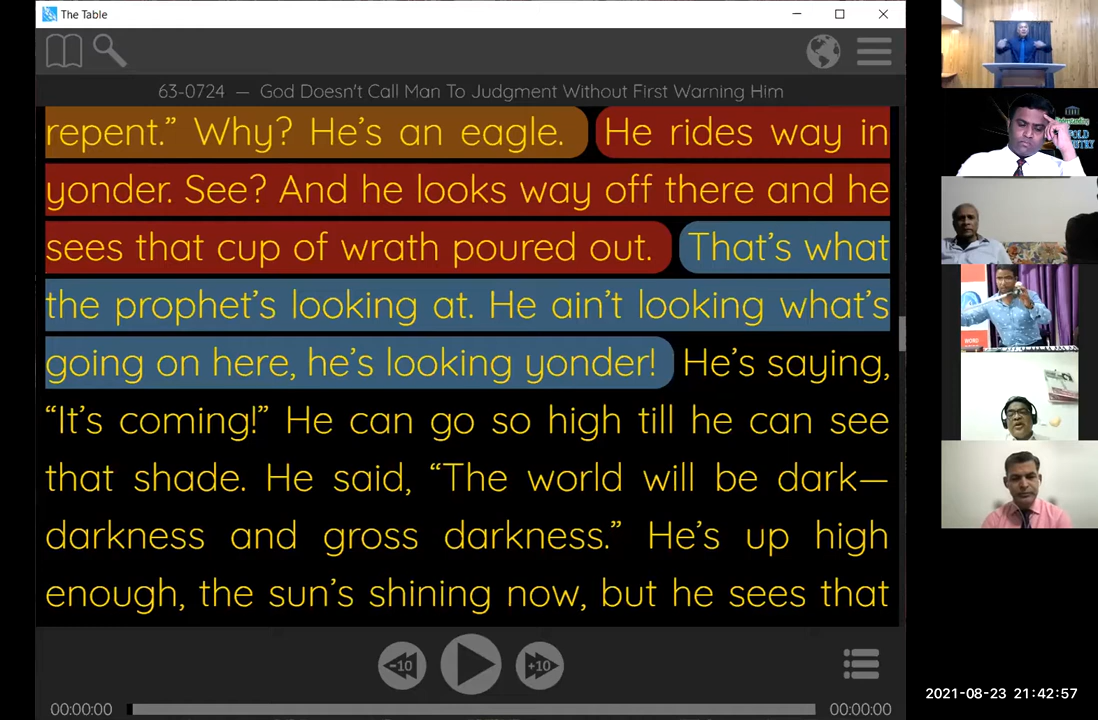 The Table
63-0724 — God Doesn't Call Man To Judgment Without First Warning Him
repent.” Why? He’s an eagle. He rides way in
yonder. See? And he looks way off there and he
sees that cup of wrath poured out. That’s what
the prophet’s looking at. He ain’t looking what’s
going on here, he’s looking yonder! He’s saying,
“It’s coming!” He can go so high till he can see
that shade. He said, “The world will be dark—
darkness and gross darkness.” He’s up high
enough, the sun’s shining now, but he sees that
-10
+10
00:00:00
00:00:00
Understanding
WORD
2021-08-23 21:42:57